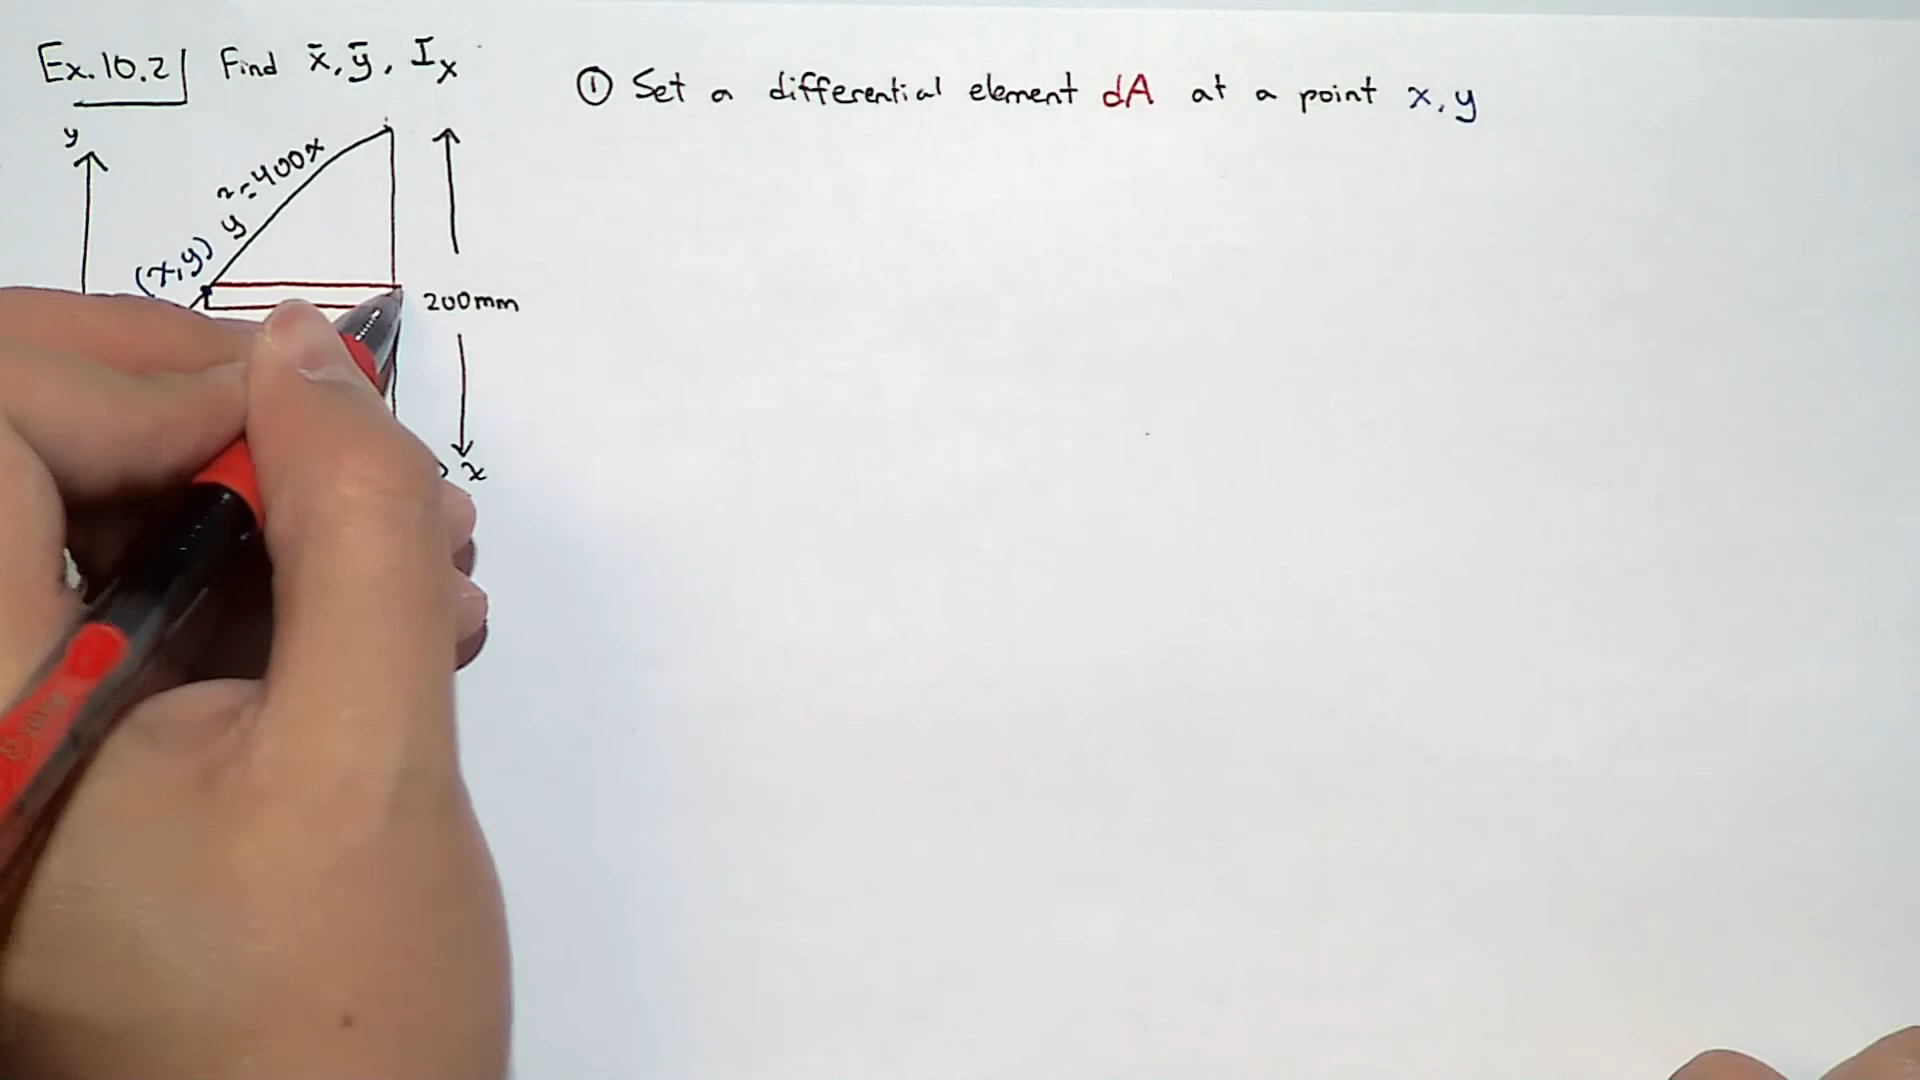 Ex. 10.2 Find x̄, ȳ, Ix
① Set a differential element dA at a point x, y
y
y²=400x
(x,y)
200mm
x